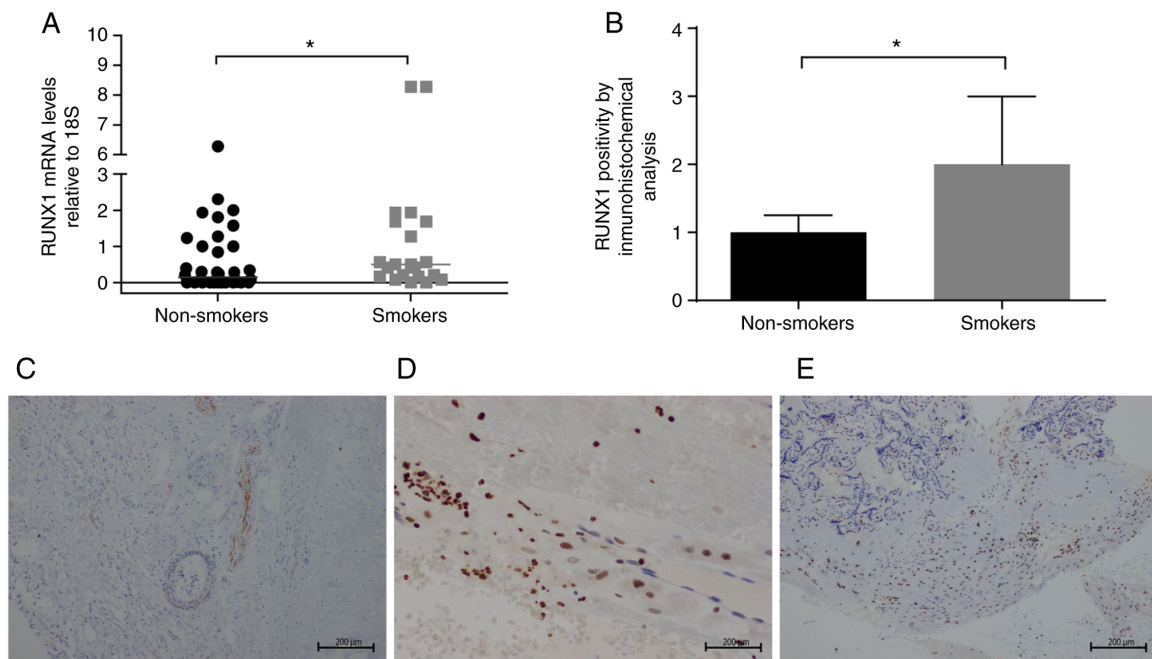 A
RUNX1 mRNA levels
relative to 18S
10
9
8
7
6
3
2
1
0
*
Non-smokers
Smokers
B
RUNX1 positivity by
inmunohistochemical
analysis
4
3
2
1
0
*
Non-smokers
Smokers
C
200 µm
D
200 µm
E
200 µm